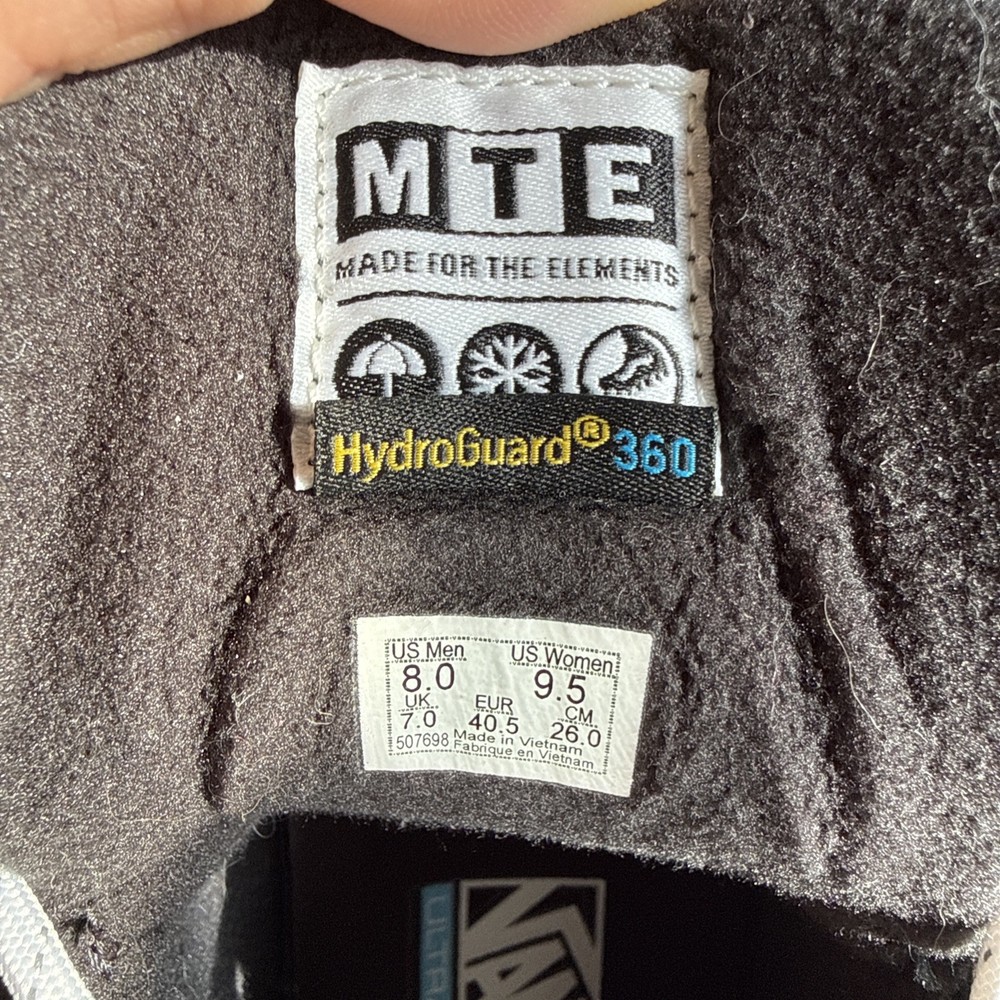 MTE
MADE FOR THE ELEMENTS
HydroGuard® 360
US Men US Women
8.0 9.5
UK EUR CM
7.0 40.5 26.0
507698 Made in Vietnam
Fabrique en Vietnam